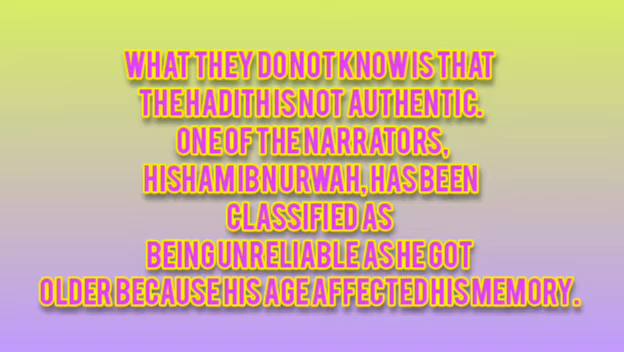 WHAT THEY DO NOT KNOW IS THAT
THE HADITH IS NOT AUTHENTIC.
ONE OF THE NARRATORS,
HISHAM IBN URWAH, HAS BEEN
CLASSIFIED AS
BEING UNRELIABLE AS HE GOT
OLDER BECAUSE HIS AGE AFFECTED HIS MEMORY.